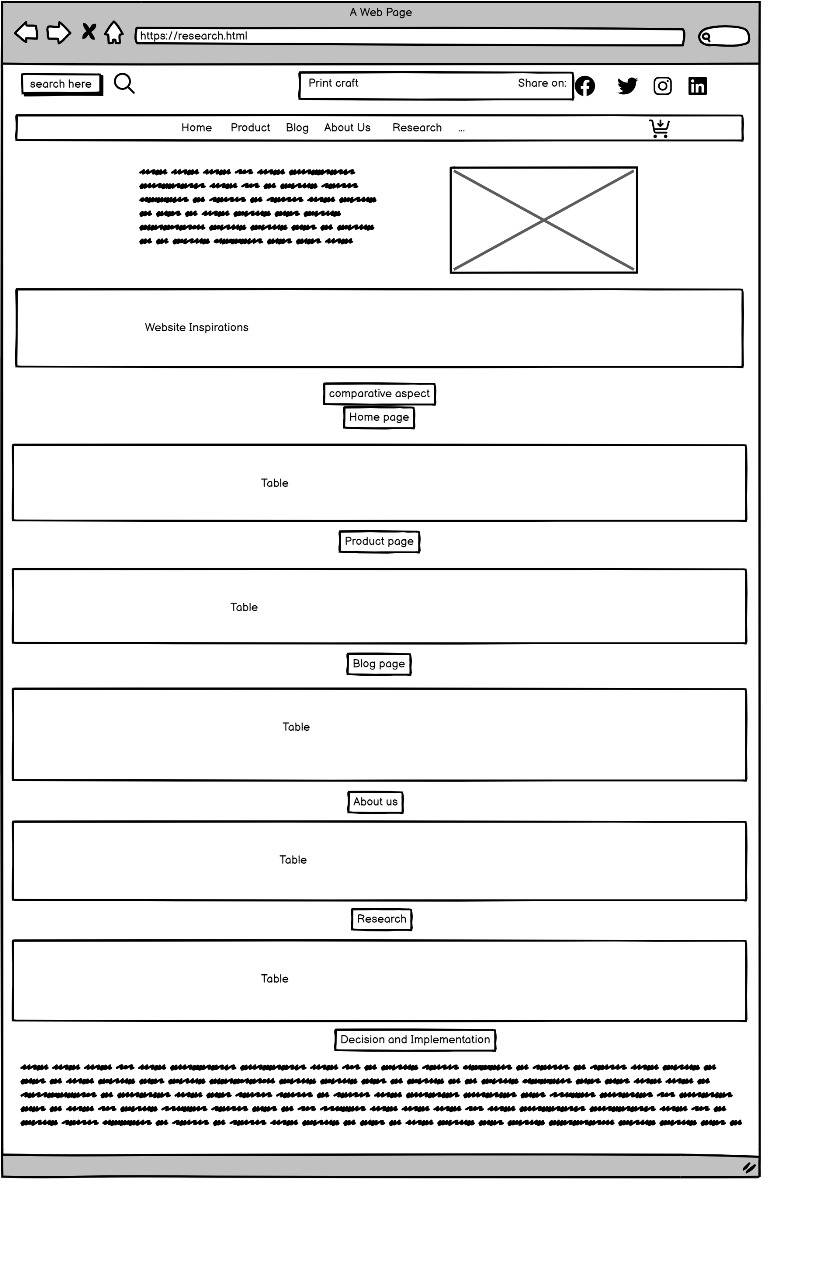 A Web Page
https://research.html
search here
Print craft Share on:
Home Product Blog About Us Research ...
Website Inspirations
comparative aspect
Home page
Table
Product page
Table
Blog page
Table
About us
Table
Research
Table
Decision and Implementation